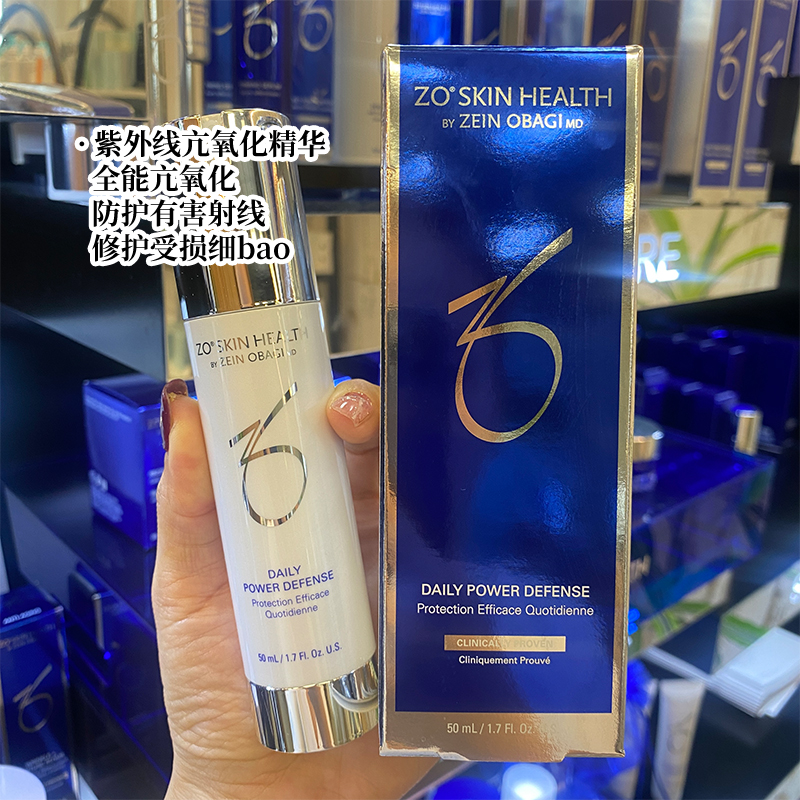 · 紫外线亢氧化精华
全能亢氧化
防护有害射线
修护受损细bao
ZO® SKIN HEALTH
BY ZEIN OBAGI MD
DAILY
POWER DEFENSE
Protection Efficace
Quotidienne
50 mL / 1.7 Fl. Oz. U.S.
ZO® SKIN HEALTH
BY ZEIN OBAGI MD
DAILY POWER DEFENSE
Protection Efficace Quotidienne
CLINICALLY PROVEN
Cliniquement Prouvé
50 mL / 1.7 Fl. Oz.
RE